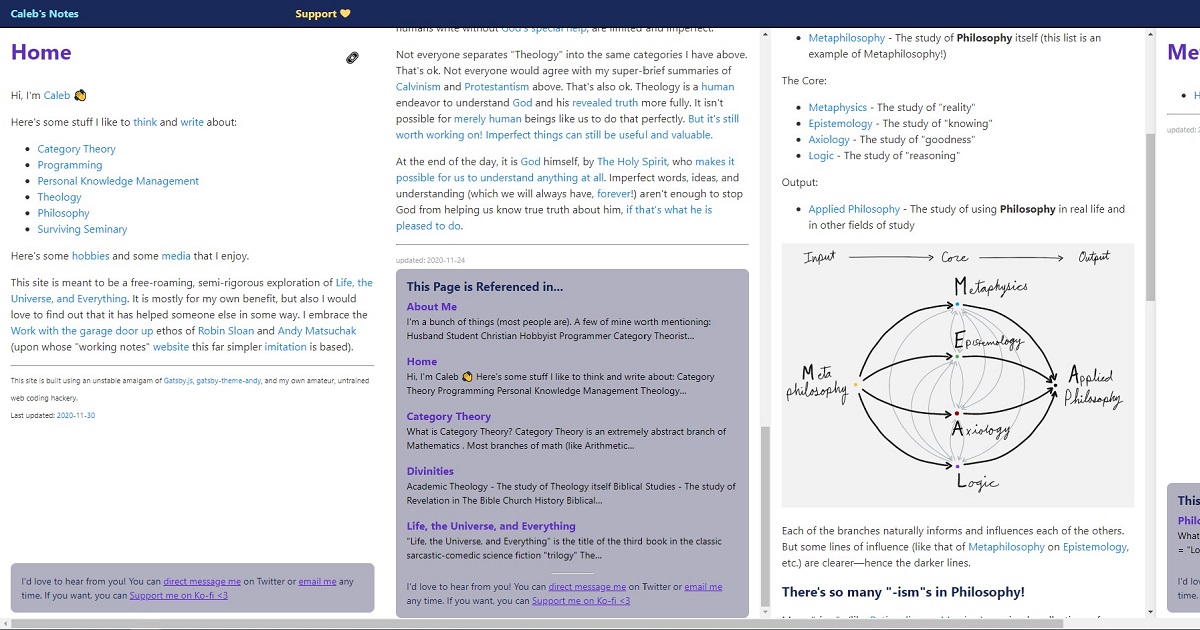 Caleb's Notes
Support 💛
Home
Hi, I'm Caleb 👋
Here's some stuff I like to think and write about:
Category Theory
Programming
Personal Knowledge Management
Theology
Philosophy
Surviving Seminary
Here's some hobbies and some media that I enjoy.
This site is meant to be a free-roaming, semi-rigorous exploration of Life, the
Universe, and Everything. It is mostly for my own benefit, but also I would
love to find out that it has helped someone else in some way. I embrace the
Work with the garage door up ethos of Robin Sloan and Andy Matsuchak
(upon whose "working notes" website this far simpler imitation is based).
This site is built using an unstable amalgam of Gatsby.js, gatsby-theme-andy, and my own amateur, untrained
web coding hackery.
Last updated: 2020-11-30
I'd love to hear from you! You can direct message me on Twitter or email me any
time. If you want, you can Support me on Ko-fi <3
humans write without God's special help, are limited and imperfect.
Not everyone separates "Theology" into the same categories I have above.
That's ok. Not everyone would agree with my super-brief summaries of
Calvinism and Protestantism above. That's also ok. Theology is a human
endeavor to understand God and his revealed truth more fully. It isn't
possible for merely human beings like us to do that perfectly. But it's still
worth working on! Imperfect things can still be useful and valuable.
At the end of the day, it is God himself, by The Holy Spirit, who makes it
possible for us to understand anything at all. Imperfect words, ideas, and
understanding (which we will always have, forever!) aren't enough to stop
God from helping us know true truth about him, if that's what he is
pleased to do.
updated: 2020-11-24
This Page is Referenced in...
About Me
I'm a bunch of things (most people are). A few of mine worth mentioning:
Husband Student Christian Hobbyist Programmer Category Theorist...
Home
Hi, I'm Caleb 👋 Here's some stuff I like to think and write about: Category
Theory Programming Personal Knowledge Management Theology...
Category Theory
What is Category Theory? Category Theory is an extremely abstract branch of
Mathematics . Most branches of math (like Arithmetic...
Divinities
Academic Theology - The study of Theology itself Biblical Studies - The study of
Revelation in The Bible Church History Biblical...
Life, the Universe, and Everything
"Life, the Universe, and Everything" is the title of the third book in the classic
sarcastic-comedic science fiction "trilogy" The...
I'd love to hear from you! You can direct message me on Twitter or email me
any time. If you want, you can Support me on Ko-fi <3
Metaphilosophy - The study of Philosophy itself (this list is an
example of Metaphilosophy!)
The Core:
Metaphysics - The study of "reality"
Epistemology - The study of "knowing"
Axiology - The study of "goodness"
Logic - The study of "reasoning"
Output:
Applied Philosophy - The study of using Philosophy in real life and
in other fields of study
Input Core Output
Metaphysics
Epistemology
Meta
philosophy
Applied
Philosophy
Axiology
Logic
Each of the branches naturally informs and influences each of the others.
But some lines of influence (like that of Metaphilosophy on Epistemology,
etc.) are clearer—hence the darker lines.
There's so many "-ism"s in Philosophy!
Me
H
updated: 2
This
Philo
What
= "Lo
I'd lo
time.